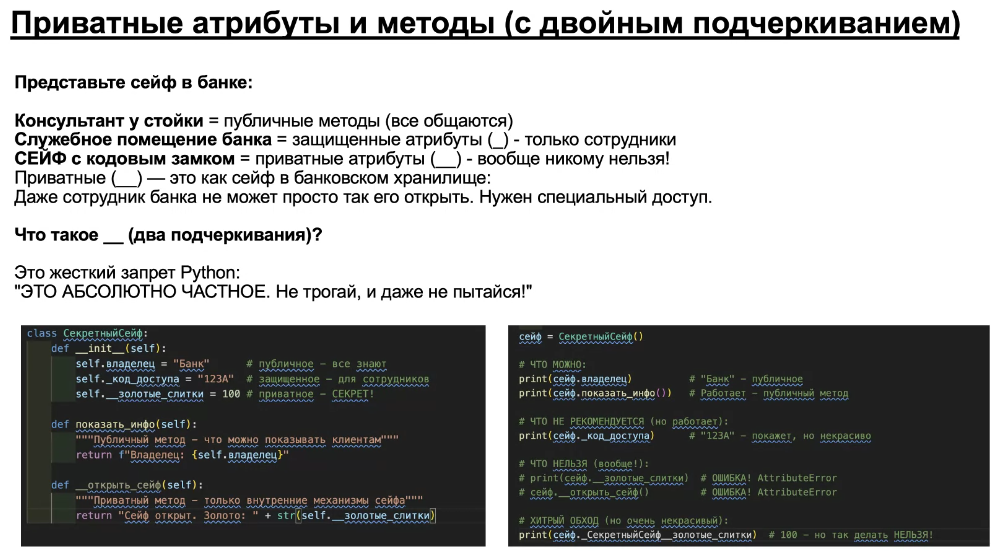 Приватные атрибуты и методы (с двойным подчеркиванием)
Представьте сейф в банке:
Консультант у стойки = публичные методы (все общаются)
Служебное помещение банка = защищенные атрибуты (_) - только сотрудники
СЕЙФ с кодовым замком = приватные атрибуты (__) - вообще никому нельзя!
Приватные (__) — это как сейф в банковском хранилище:
Даже сотрудник банка не может просто так его открыть. Нужен специальный доступ.
Что такое __ (два подчеркивания)?
Это жесткий запрет Python:
"ЭТО АБСОЛЮТНО ЧАСТНОЕ. Не трогай, и даже не пытайся!"
class СекретныйСейф:
    def __init__(self):
        self.владелец = "Банк"     # публичное – все знают
        self._код_доступа = "123А"  # защищенное – для сотрудников
        self.__золотые_слитки = 100 # приватное – СЕКРЕТ!
    def показать_инфо(self):
        """Публичный метод – что можно показывать клиентам"""
        return f"Владелец: {self.владелец}"
    def __открыть_сейф(self):
        """Приватный метод – только внутренние механизмы сейфа"""
        return "Сейф открыт. Золото: " + str(self.__золотые_слитки)
сейф = СекретныйСейф()
# ЧТО МОЖНО:
print(сейф.владелец)        # "Банк" – публичное
print(сейф.показать_инфо())  # Работает – публичный метод
# ЧТО НЕ РЕКОМЕНДУЕТСЯ (но работает):
print(сейф._код_доступа)    # "123А" – покажет, но некрасиво
# ЧТО НЕЛЬЗЯ (вообще!):
# print(сейф.__золотые_слитки)  # ОШИБКА! AttributeError
# сейф.__открыть_сейф()        # ОШИБКА! AttributeError
# ХИТРЫЙ ОБХОД (но очень некрасивый):
print(сейф._СекретныйСейф__золотые_слитки)  # 100 – но так делать НЕЛЬЗЯ!